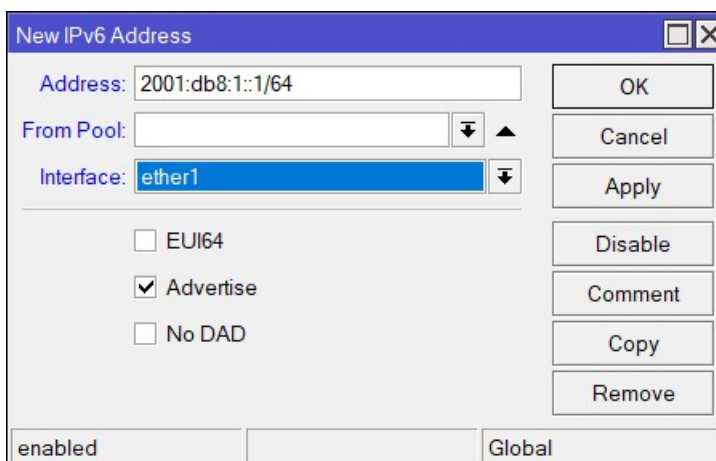 New IPv6 Address
Address: 2001:db8:1::1/64
From Pool:
Interface: ether1
EUI64
Advertise
No DAD
OK
Cancel
Apply
Disable
Comment
Copy
Remove
enabled
Global